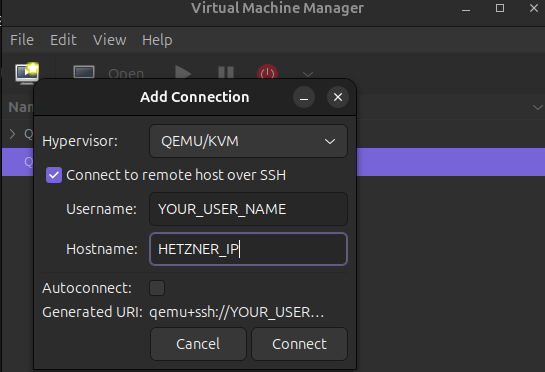 Virtual Machine Manager
File Edit View Help
Open
Add Connection
Nam
Hypervisor: QEMU/KVM
Q
Connect to remote host over SSH
Q
Username: YOUR_USER_NAME
Hostname: HETZNER_IP
Autoconnect:
Generated URI: qemu+ssh://YOUR_USER...
Cancel Connect